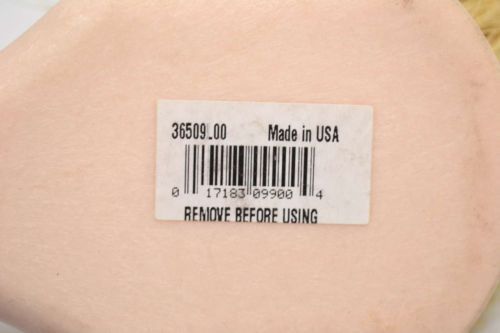 36509.00 Made in USA
0 17183 09900 4
REMOVE BEFORE USING